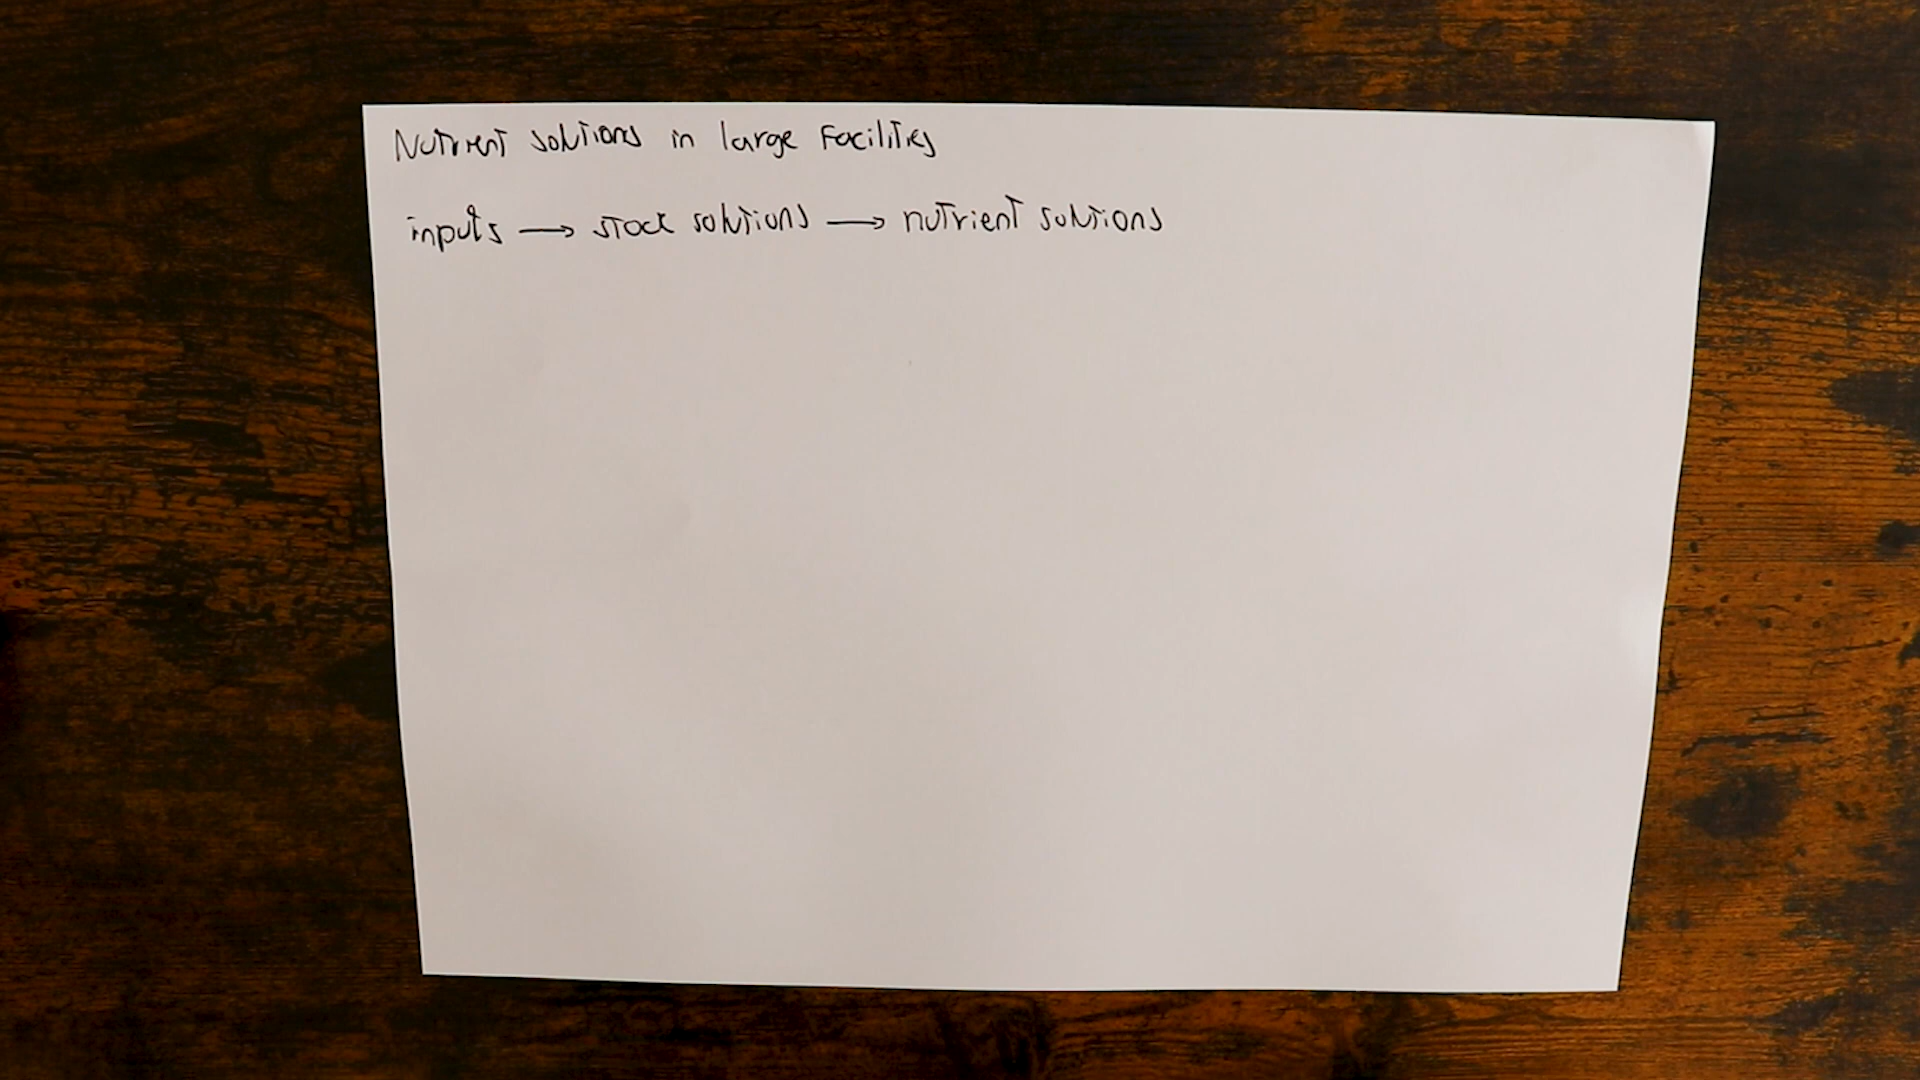 Nutrient solutions in large facilities
inputs → stock solutions → nutrient solutions